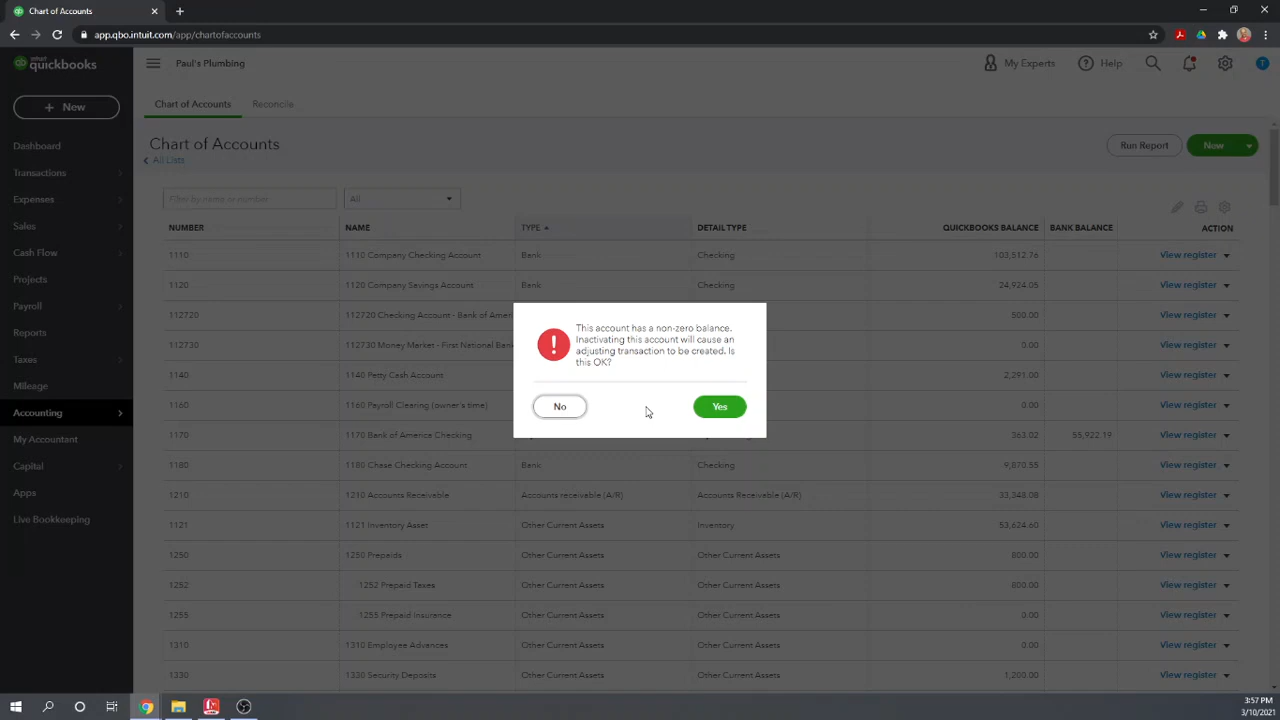 Chart of Accounts
app.qbo.intuit.com/app/chartofaccounts
intuit quickbooks
Paul's Plumbing
My Experts
Help
T
+ New
Dashboard
Transactions
Expenses
Sales
Cash Flow
Projects
Payroll
Reports
Taxes
Mileage
Accounting
My Accountant
Capital
Apps
Live Bookkeeping
Chart of Accounts Reconcile
Chart of Accounts
All Lists
Run Report
New
Filter by name or number
All
NUMBER NAME TYPE DETAIL TYPE QUICKBOOKS BALANCE BANK BALANCE ACTION
1110 1110 Company Checking Account Bank Checking 103,512.76 View register
1120 1120 Company Savings Account Bank Checking 24,924.05 View register
112720 112720 Checking Account - Bank of Amer 500.00 View register
112730 112730 Money Market - First National Bank 0.00 View register
1140 1140 Petty Cash Account 2,291.00 View register
1160 1160 Payroll Clearing (owner's time) 0.00 View register
1170 1170 Bank of America Checking 363.02 55,922.19 View register
1180 1180 Chase Checking Account Bank Checking 9,870.55 View register
1210 1210 Accounts Receivable Accounts receivable (A/R) Accounts Receivable (A/R) 33,348.08 View register
1121 1121 Inventory Asset Other Current Assets Inventory 53,624.60 View register
1250 1250 Prepaids Other Current Assets Other Current Assets 800.00 View register
1252 1252 Prepaid Taxes Other Current Assets Other Current Assets 800.00 View register
1255 1255 Prepaid Insurance Other Current Assets Other Current Assets 0.00 View register
1310 1310 Employee Advances Other Current Assets Other Current Assets 0.00 View register
1330 1330 Security Deposits Other Current Assets Other Current Assets 1,200.00 View register
This account has a non-zero balance.
Inactivating this account will cause an
adjusting transaction to be created. Is
this OK?
No
Yes
3:57 PM
3/10/2021